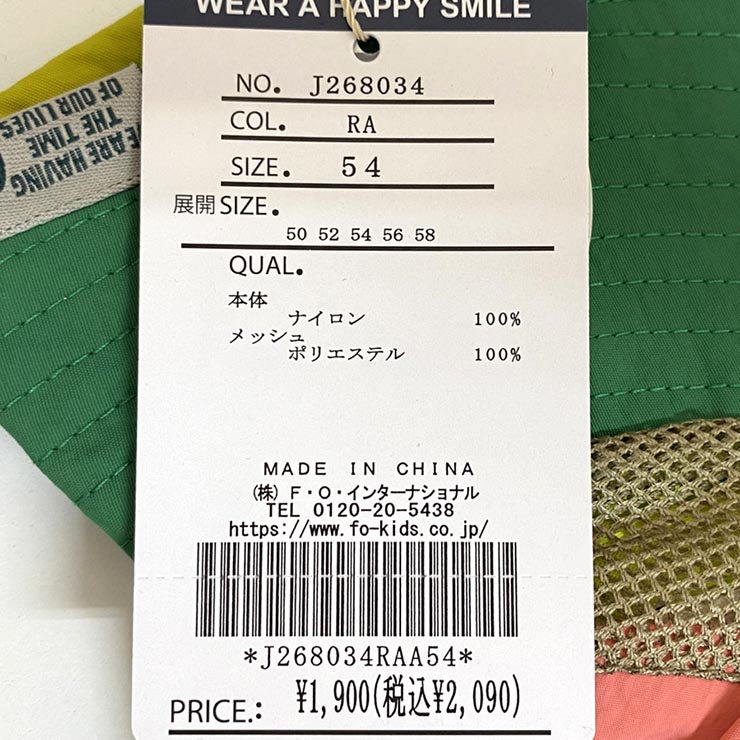 WEAR A HAPPY SMILE
NO. J268034
COL. RA
SIZE. 54
展開SIZE.
50 52 54 56 58
QUAL.
本体
ナイロン 100%
メッシュ
ポリエステル 100%
MADE IN CHINA
(株) F・O・インターナショナル
TEL 0120-20-5438
https://www.fo-kids.co.jp/
*J268034RAA54*
PRICE.: ¥1,900(税込¥2,090)
ARE HAVING
THE TIME
OF OUR LIVES